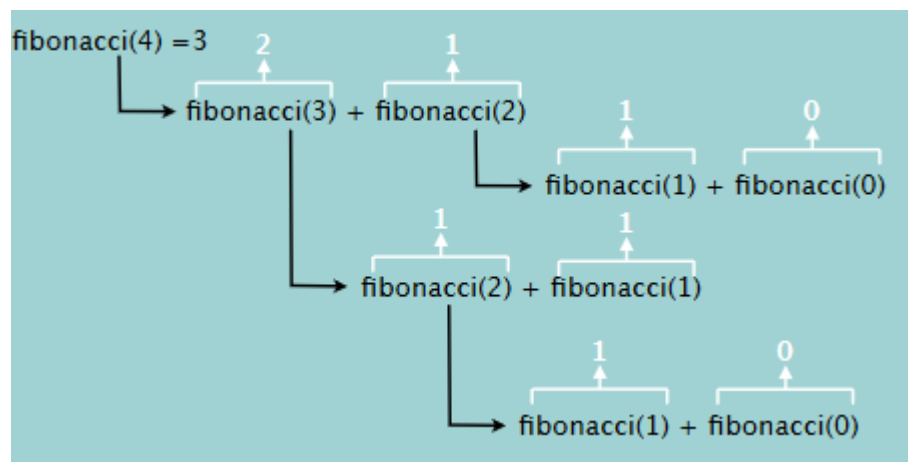 fibonacci(4) =3
2 1
fibonacci(3) + fibonacci(2)
1 0
fibonacci(1) + fibonacci(0)
1 1
fibonacci(2) + fibonacci(1)
1 0
fibonacci(1) + fibonacci(0)